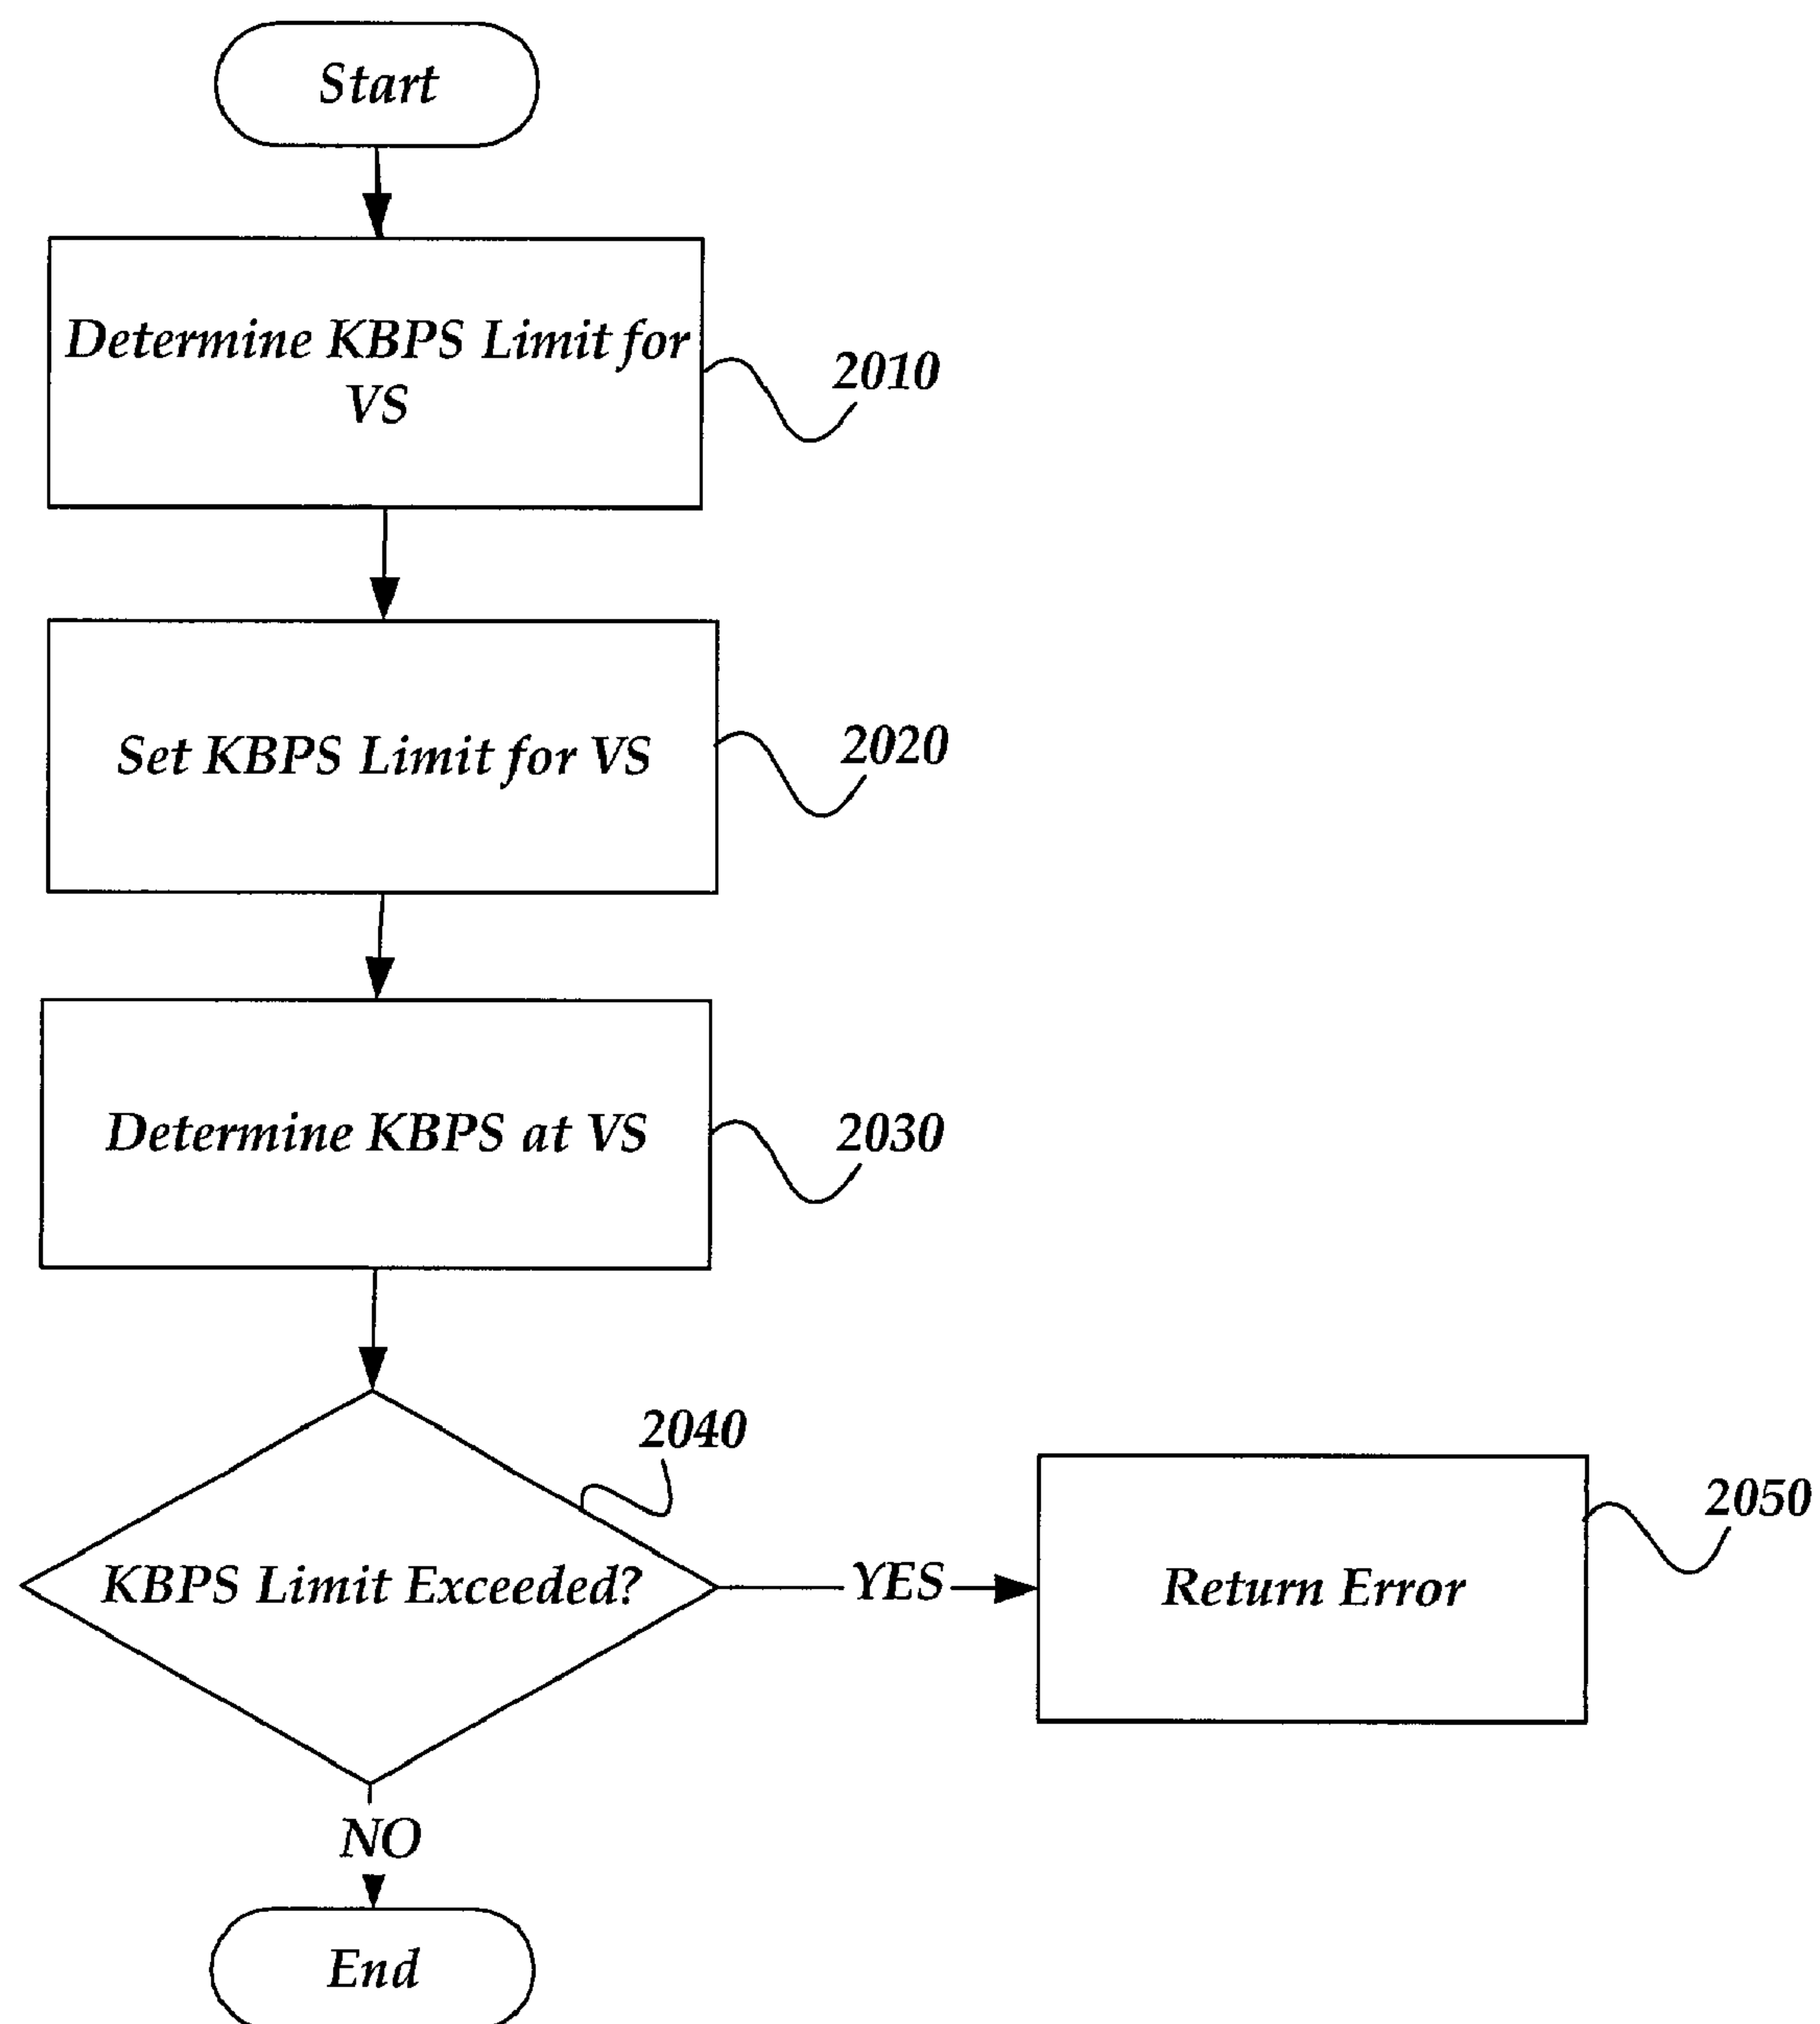 Start
Determine KBPS Limit for
VS
2010
Set KBPS Limit for VS
2020
Determine KBPS at VS
2030
2040
KBPS Limit Exceeded?
YES
Return Error
2050
NO
End